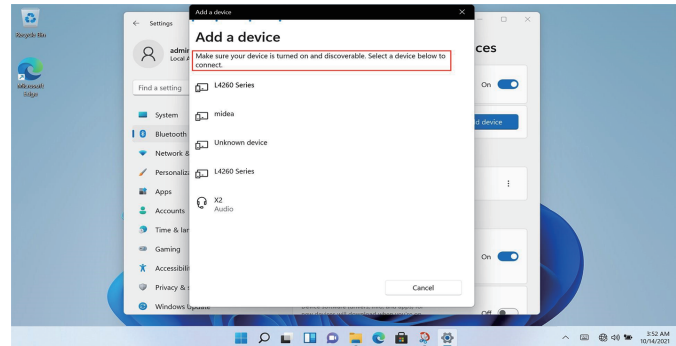 Recycle Bin
Microsoft
Edge
Settings
admin
Local A
Find a setting
System
Bluetooth
Network &
Personaliza
Apps
Accounts
Time & lan
Gaming
Accessibili
Privacy & s
Windows Update
Add a device
Add a device
Make sure your device is turned on and discoverable. Select a device below to
connect.
L4260 Series
midea
Unknown device
L4260 Series
X2
Audio
Cancel
ces
On
d device
On
Off
3:52 AM
10/14/2021